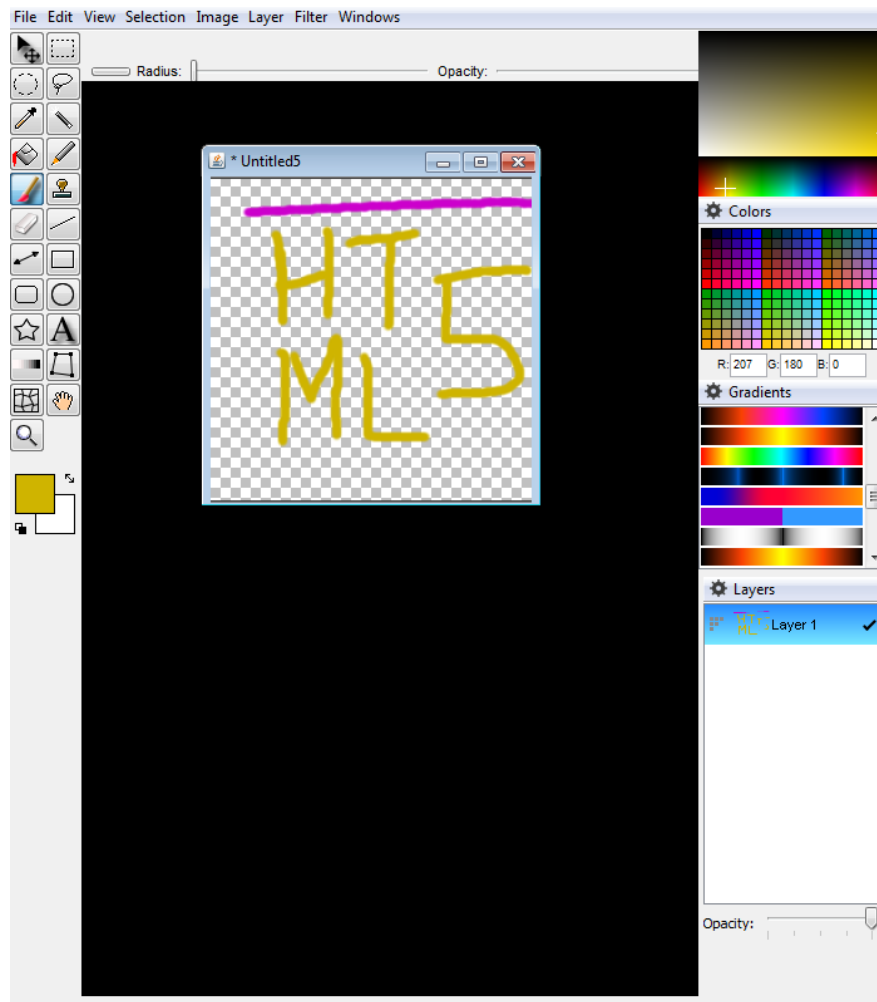 File Edit View Selection Image Layer Filter Windows
Radius: Opacity:
* Untitled5
HT
ML
5
Colors
R: 207 G: 180 B: 0
Gradients
Layers
Layer 1
Opacity:
A